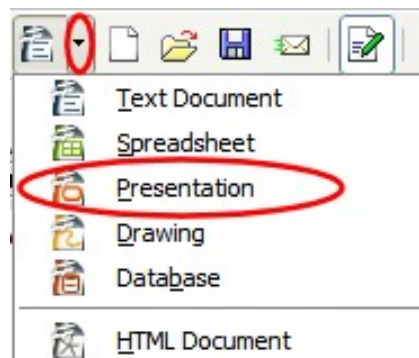 Text Document
Spreadsheet
Presentation
Drawing
Database
HTML Document